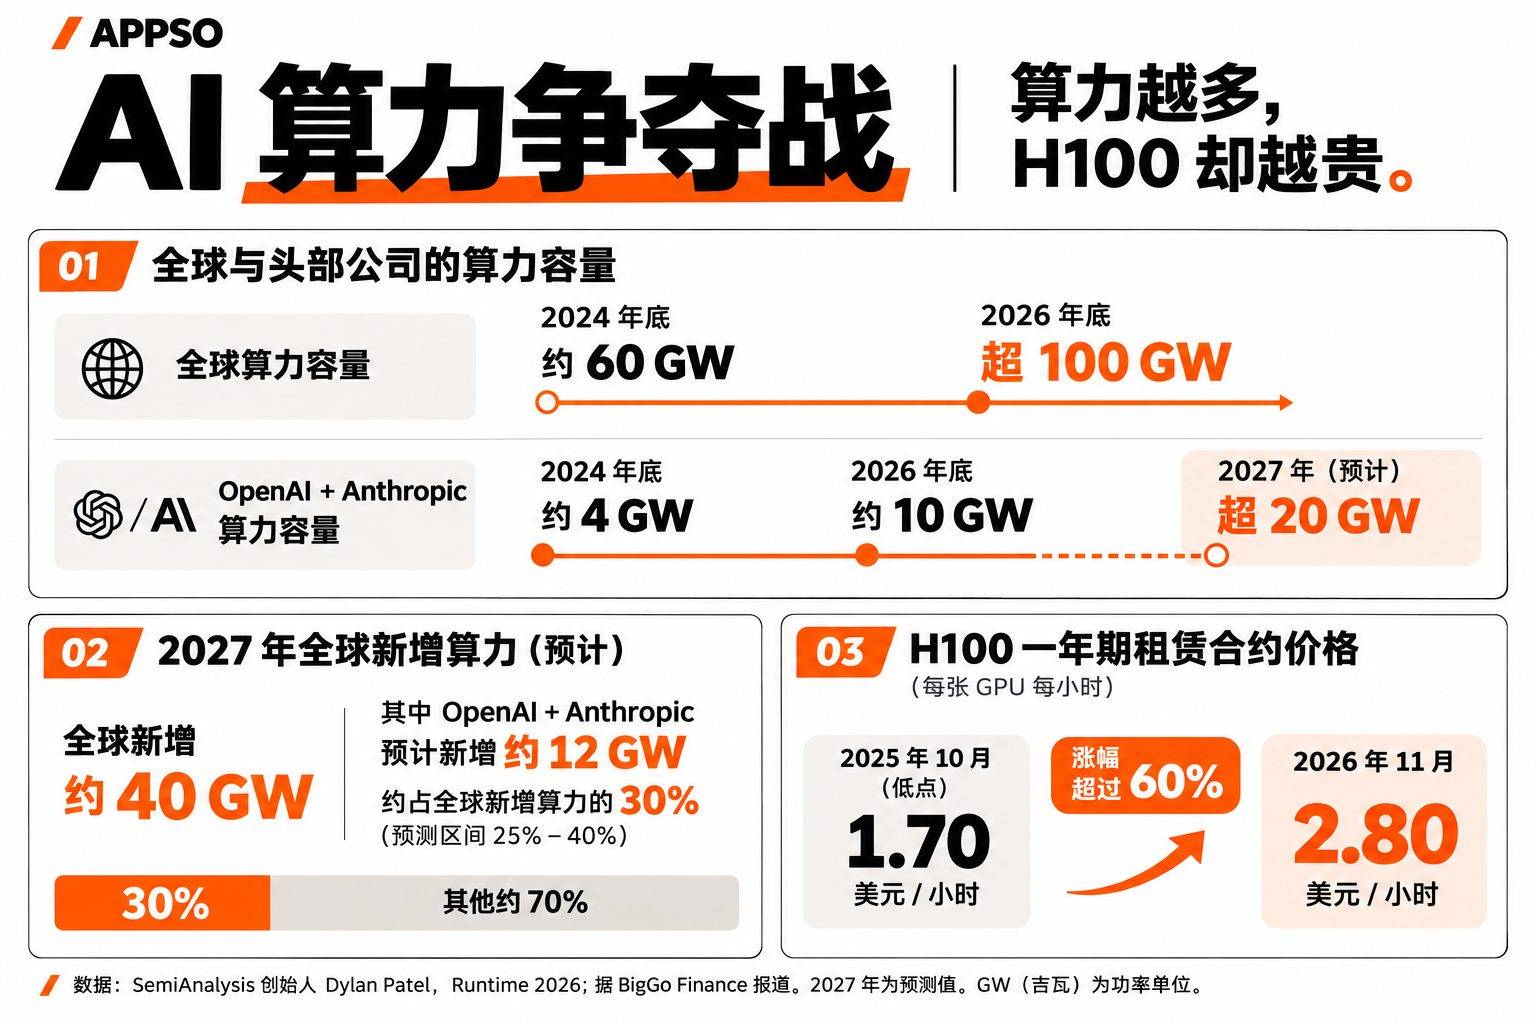 APPSO
AI 算力争夺战
算力越多，
H100 却越贵。
01 全球与头部公司的算力容量
全球算力容量
2024 年底
约 60 GW
2026 年底
超 100 GW
OpenAI + Anthropic
算力容量
2024 年底
约 4 GW
2026 年底
约 10 GW
2027 年（预计）
超 20 GW
02 2027 年全球新增算力（预计）
全球新增
约 40 GW
其中 OpenAI + Anthropic
预计新增 约 12 GW
约占全球新增算力的 30%
（预测区间 25% – 40%）
30%
其他约 70%
03 H100 一年期租赁合约价格
（每张 GPU 每小时）
2025 年 10 月
（低点）
1.70
美元 / 小时
涨幅
超过 60%
2026 年 11 月
2.80
美元 / 小时
数据：SemiAnalysis 创始人 Dylan Patel，Runtime 2026; 据 BigGo Finance 报道。2027 年为预测值。GW（吉瓦）为功率单位。